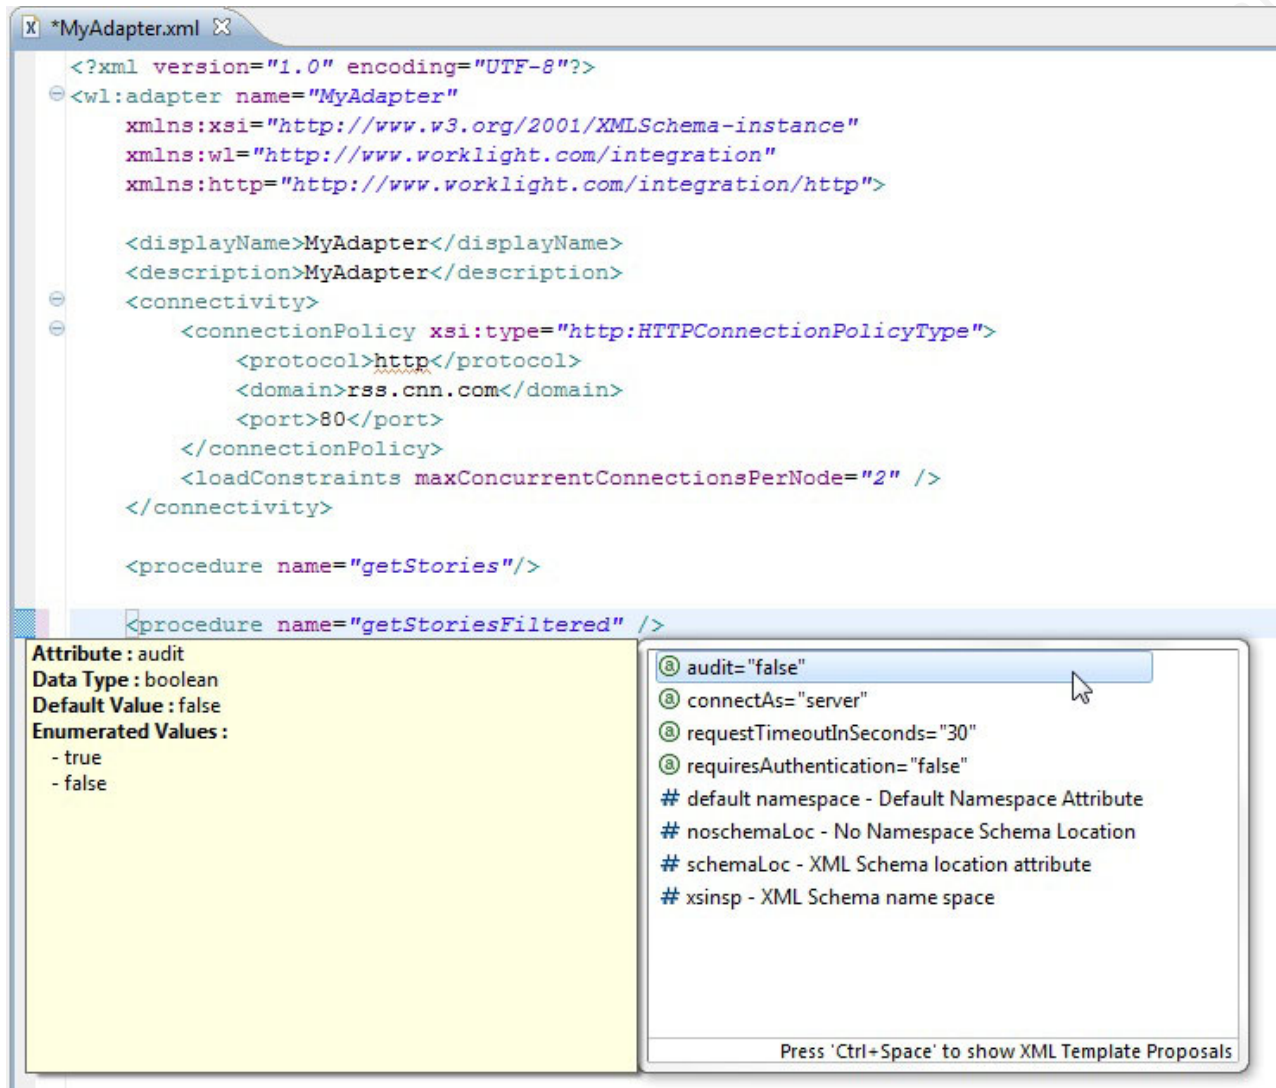 *MyAdapter.xml
<?xml version="1.0" encoding="UTF-8"?>
<wl:adapter name="MyAdapter"
xmlns:xsi="http://www.w3.org/2001/XMLSchema-instance"
xmlns:wl="http://www.worklight.com/integration"
xmlns:http="http://www.worklight.com/integration/http">
<displayName>MyAdapter</displayName>
<description>MyAdapter</description>
<connectivity>
<connectionPolicy xsi:type="http:HTTPConnectionPolicyType">
<protocol>http</protocol>
<domain>rss.cnn.com</domain>
<port>80</port>
</connectionPolicy>
<loadConstraints maxConcurrentConnectionsPerNode="2" />
</connectivity>
<procedure name="getStories"/>
<procedure name="getStoriesFiltered" />
Attribute : audit
Data Type : boolean
Default Value : false
Enumerated Values :
- true
- false
audit="false"
connectAs="server"
requestTimeoutInSeconds="30"
requiresAuthentication="false"
# default namespace - Default Namespace Attribute
# noschemaLoc - No Namespace Schema Location
# schemaLoc - XML Schema location attribute
# xsinsp - XML Schema name space
Press 'Ctrl+Space' to show XML Template Proposals